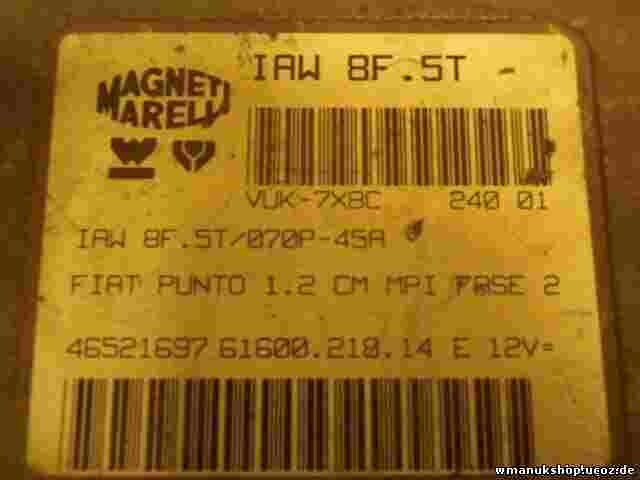 IAW 8F.5T -
MAGNETI
MARELLI
VUK-7X8C 240 01
IAW 8F.5T/070P-45A
FIAT PUNTO 1.2 CM MPI FASE 2
46521697 61600.218.14 E 12V=
wmanukshop.ucoz.de